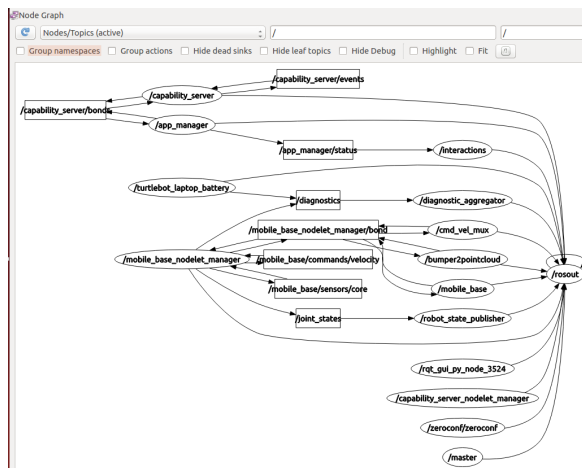 Node Graph
Nodes/Topics (active) / /
Group namespaces Group actions Hide dead sinks Hide leaf topics Hide Debug Highlight Fit
/capability_server/events
/capability_server
/capability_server/bonds
/app_manager
/app_manager/status
/interactions
/turtlebot_laptop_battery
/diagnostics
/diagnostic_aggregator
/mobile_base_nodelet_manager/bond
/cmd_vel_mux
/mobile_base_nodelet_manager
/mobile_base/commands/velocity
/bumper2pointcloud
/rosout
/mobile_base/sensors/core
/mobile_base
/joint_states
/robot_state_publisher
/rqt_gui_py_node_3524
/capability_server_nodelet_manager
/zeroconf/zeroconf
/master